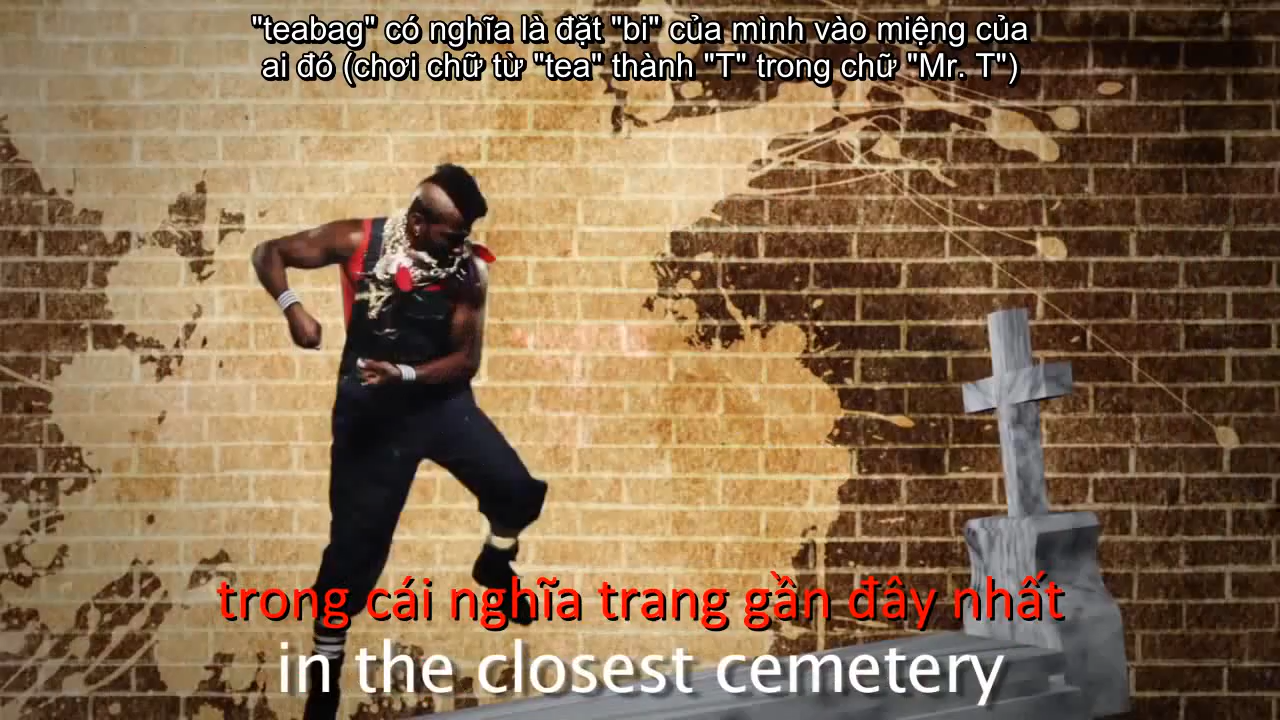 "teabag" có nghĩa là đặt "bi" của mình vào miệng của
ai đó (chơi chữ từ "tea" thành "T" trong chữ "Mr. T")
trong cái nghĩa trang gần đây nhất
in the closest cemetery